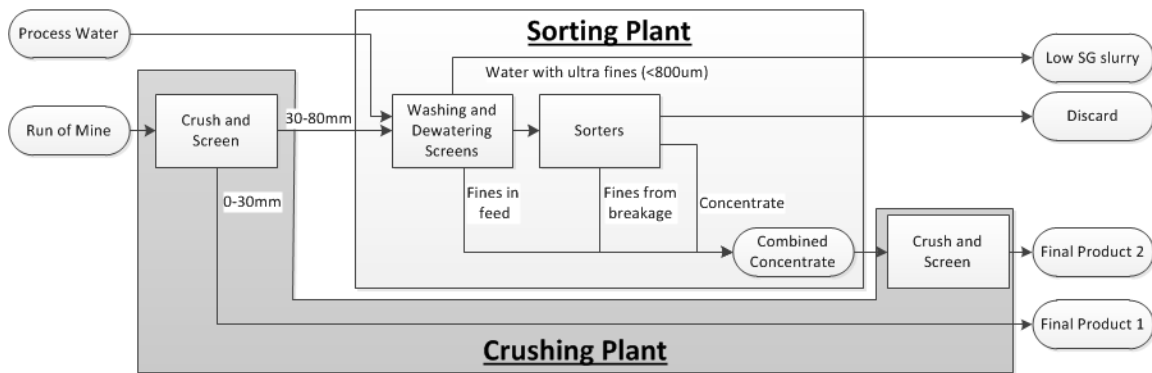 Sorting Plant
Process Water
Water with ultra fines (<800um)
Low SG slurry
Run of Mine
Crush and
Screen
30-80mm
Washing and
Dewatering
Screens
Sorters
Discard
0-30mm
Fines in
feed
Fines from
breakage
Concentrate
Combined
Concentrate
Crush and
Screen
Final Product 2
Final Product 1
Crushing Plant